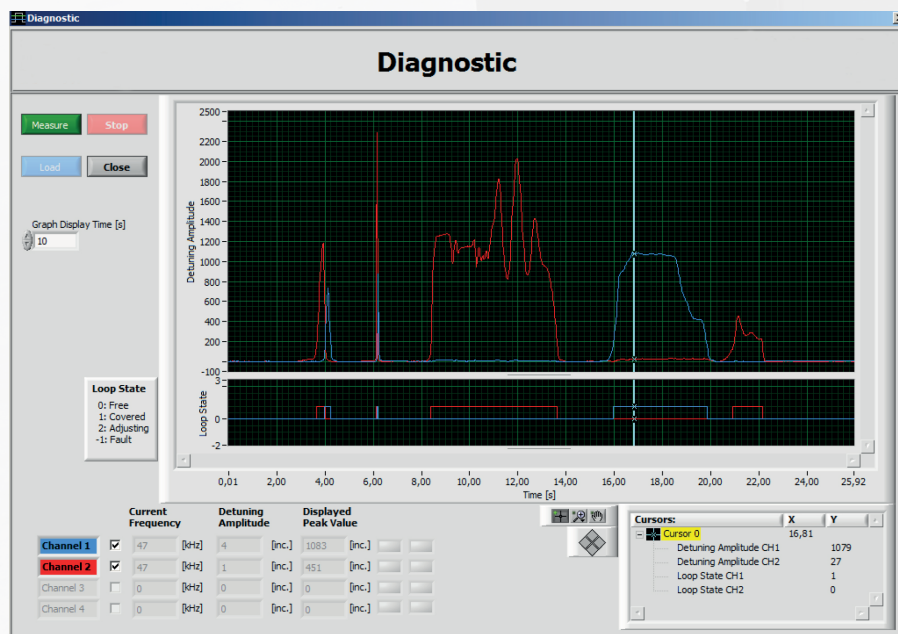 Diagnostic
Diagnostic
Measure
Stop
Load
Close
Graph Display Time [s]
10
Detuning Amplitude
2500
2200
2000
1800
1600
1400
1200
1000
800
600
400
200
-100
Loop State
3
0
-2
Loop State
0: Free
1: Covered
2: Adjusting
-1: Fault
0,01 2,00 4,00 6,00 8,00 10,00 12,00 14,00 16,00 18,00 20,00 22,00 25,92
Time [s]
Current Frequency
Detuning Amplitude
Displayed Peak Value
Channel 1 47 [kHz] 4 [inc.] 1083 [inc.]
Channel 2 47 [kHz] 1 [inc.] 451 [inc.]
Channel 3 0 [kHz] 0 [inc.] 0 [inc.]
Channel 4 0 [kHz] 0 [inc.] 0 [inc.]
Cursors: X Y
Cursor 0 16,81
Detuning Amplitude CH1 1079
Detuning Amplitude CH2 27
Loop State CH1 1
Loop State CH2 0